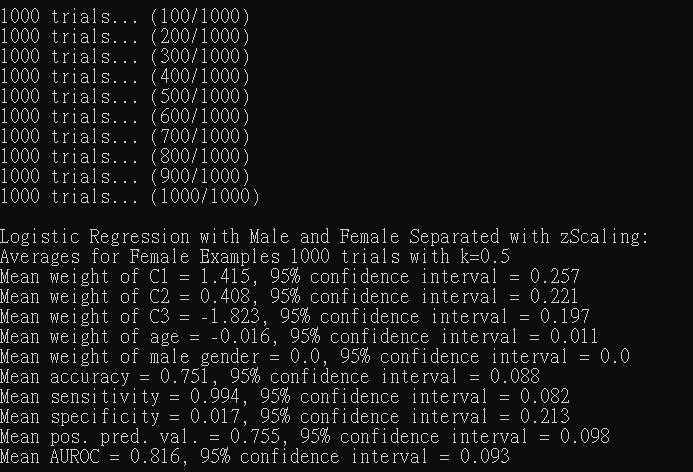 1000 trials... (100/1000)
1000 trials... (200/1000)
1000 trials... (300/1000)
1000 trials... (400/1000)
1000 trials... (500/1000)
1000 trials... (600/1000)
1000 trials... (700/1000)
1000 trials... (800/1000)
1000 trials... (900/1000)
1000 trials... (1000/1000)
Logistic Regression with Male and Female Separated with zScaling:
Averages for Female Examples 1000 trials with k=0.5
Mean weight of C1 = 1.415, 95% confidence interval = 0.257
Mean weight of C2 = 0.408, 95% confidence interval = 0.221
Mean weight of C3 = -1.823, 95% confidence interval = 0.197
Mean weight of age = -0.016, 95% confidence interval = 0.011
Mean weight of male gender = 0.0, 95% confidence interval = 0.0
Mean accuracy = 0.751, 95% confidence interval = 0.088
Mean sensitivity = 0.994, 95% confidence interval = 0.082
Mean specificity = 0.017, 95% confidence interval = 0.213
Mean pos. pred. val. = 0.755, 95% confidence interval = 0.098
Mean AUROC = 0.816, 95% confidence interval = 0.093